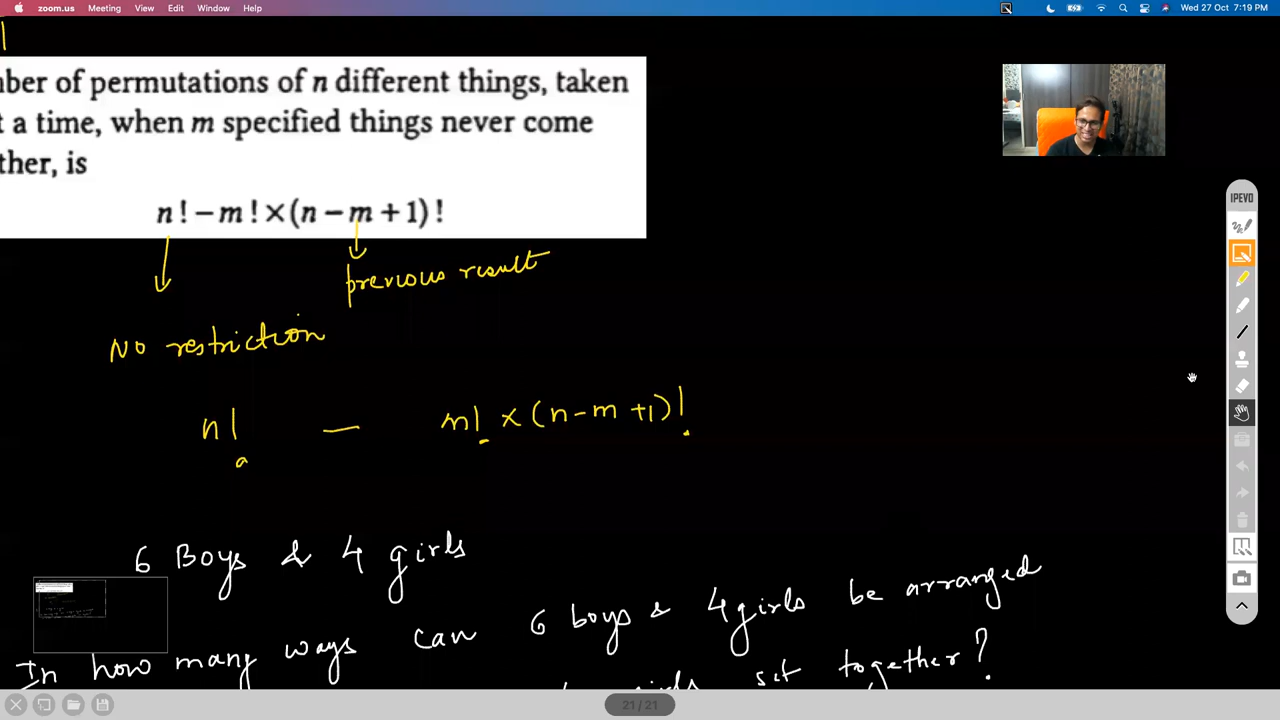 zoom.us Meeting View Edit Window Help Wed 27 Oct 7:19 PM
ber of permutations of n different things, taken
t a time, when m specified things never come
ther, is
n! – m! × (n – m + 1)!
previous result
No restriction
n! — m! × (n-m+1)!
6 Boys & 4 girls
6 boys & 4 girls be arranged
In how many ways can
sit together?
21 / 21
IPEVO